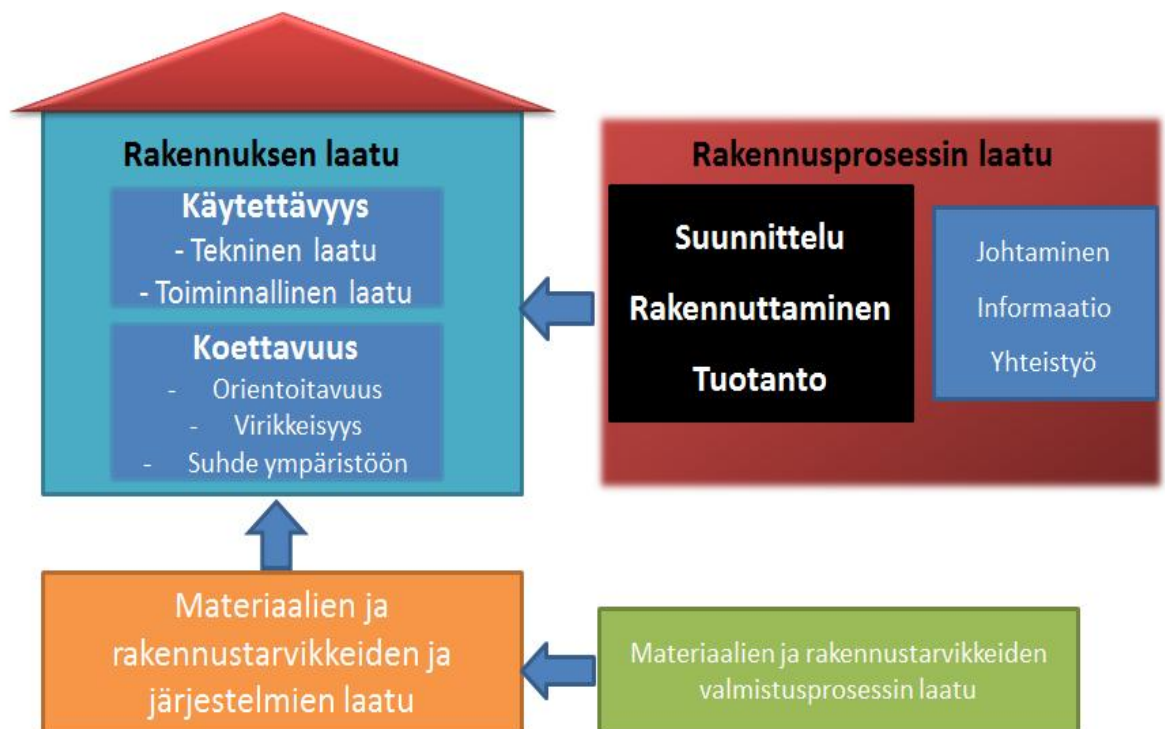 Rakennuksen laatu
Käytettävyys
- Tekninen laatu
- Toiminnallinen laatu
Koettavuus
- Orientoitavuus
- Virikkeisyys
- Suhde ympäristöön
Rakennusprosessin laatu
Suunnittelu
Rakennuttaminen
Tuotanto
Johtaminen
Informaatio
Yhteistyö
Materiaalien ja
rakennustarvikkeiden ja
järjestelmien laatu
Materiaalien ja rakennustarvikkeiden
valmistusprosessin laatu